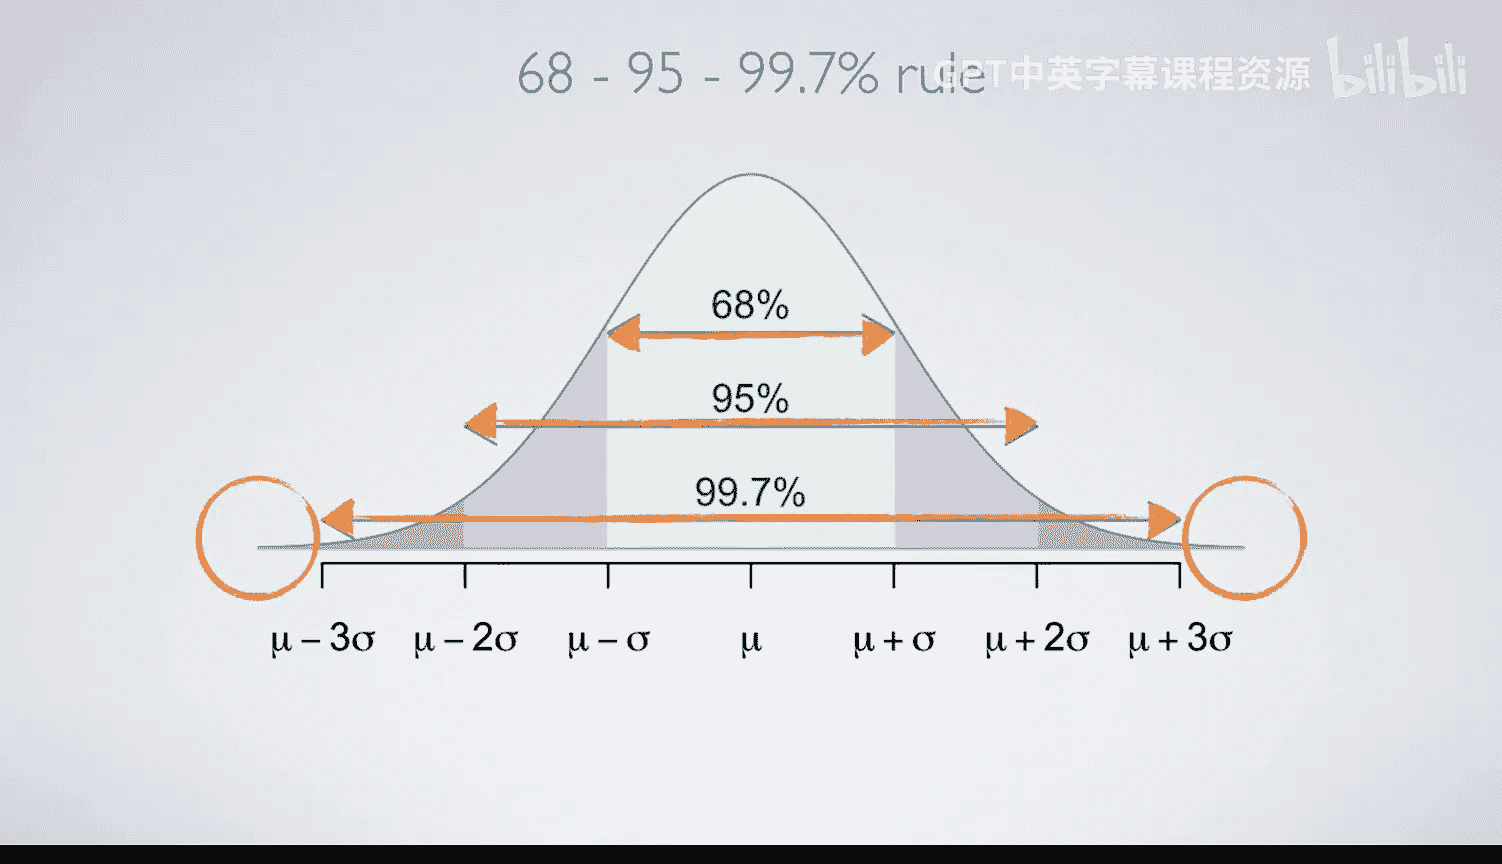 68 - 95 - 99.7% rule
GPT中英字幕课程资源 bilibili
68%
95%
99.7%
μ – 3σ μ – 2σ μ – σ μ μ + σ μ + 2σ μ + 3σ